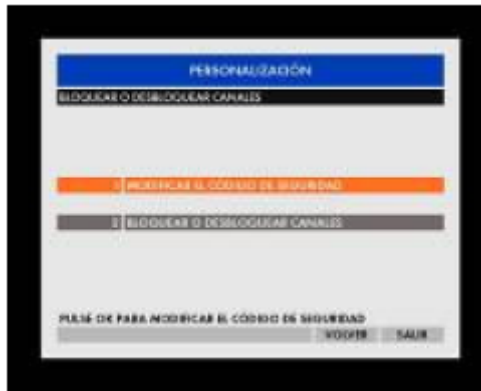 PERSONALIZACIÓN
BLOQUEAR O DESBLOQUEAR CANALES
1 MODIFICAR EL CÓDIGO DE SEGURIDAD
2 BLOQUEAR O DESBLOQUEAR CANALES
PULSE OK PARA MODIFICAR EL CÓDIGO DE SEGURIDAD
VOLVER SALIR